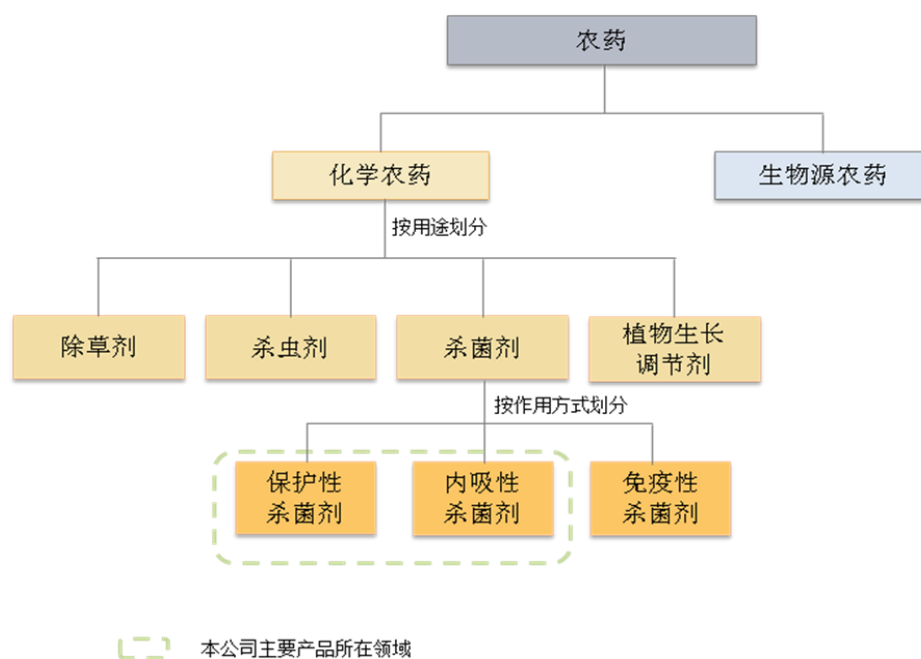 农药
化学农药
生物源农药
按用途划分
除草剂
杀虫剂
杀菌剂
植物生长
调节剂
按作用方式划分
保护性
杀菌剂
内吸性
杀菌剂
免疫性
杀菌剂
本公司主要产品所在领域